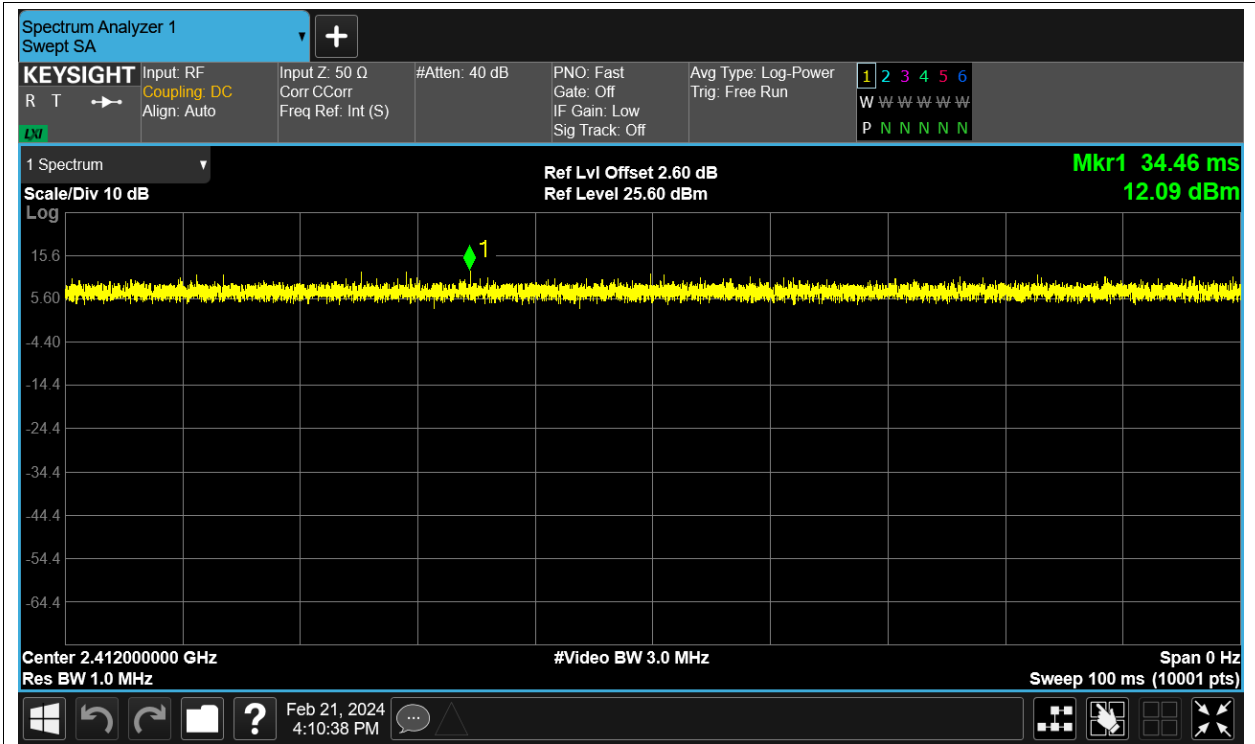 Spectrum Analyzer 1
Swept SA
KEYSIGHT
R T
LXI
Input: RF
Coupling: DC
Align: Auto
Input Z: 50 Ω
Corr CCorr
Freq Ref: Int (S)
#Atten: 40 dB
PNO: Fast
Gate: Off
IF Gain: Low
Sig Track: Off
Avg Type: Log-Power
Trig: Free Run
1 2 3 4 5 6
W W W W W W
P N N N N N
1 Spectrum
Scale/Div 10 dB
Log
Ref Lvl Offset 2.60 dB
Ref Level 25.60 dBm
Mkr1 34.46 ms
12.09 dBm
1
15.6
5.60
-4.40
-14.4
-24.4
-34.4
-44.4
-54.4
-64.4
Center 2.412000000 GHz
Res BW 1.0 MHz
#Video BW 3.0 MHz
Span 0 Hz
Sweep 100 ms (10001 pts)
?
Feb 21, 2024
4:10:38 PM